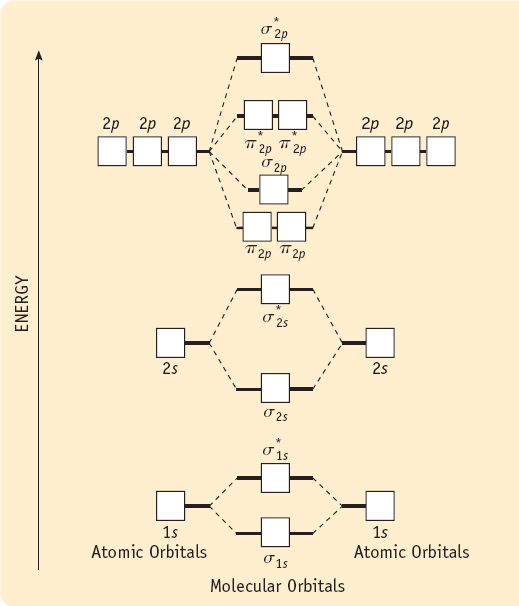 σ*2p
2p 2p 2p
2p 2p 2p
π*2p π*2p
σ2p
π2p π2p
ENERGY
σ*2s
2s
2s
σ2s
σ*1s
1s
1s
Atomic Orbitals
Atomic Orbitals
σ1s
Molecular Orbitals